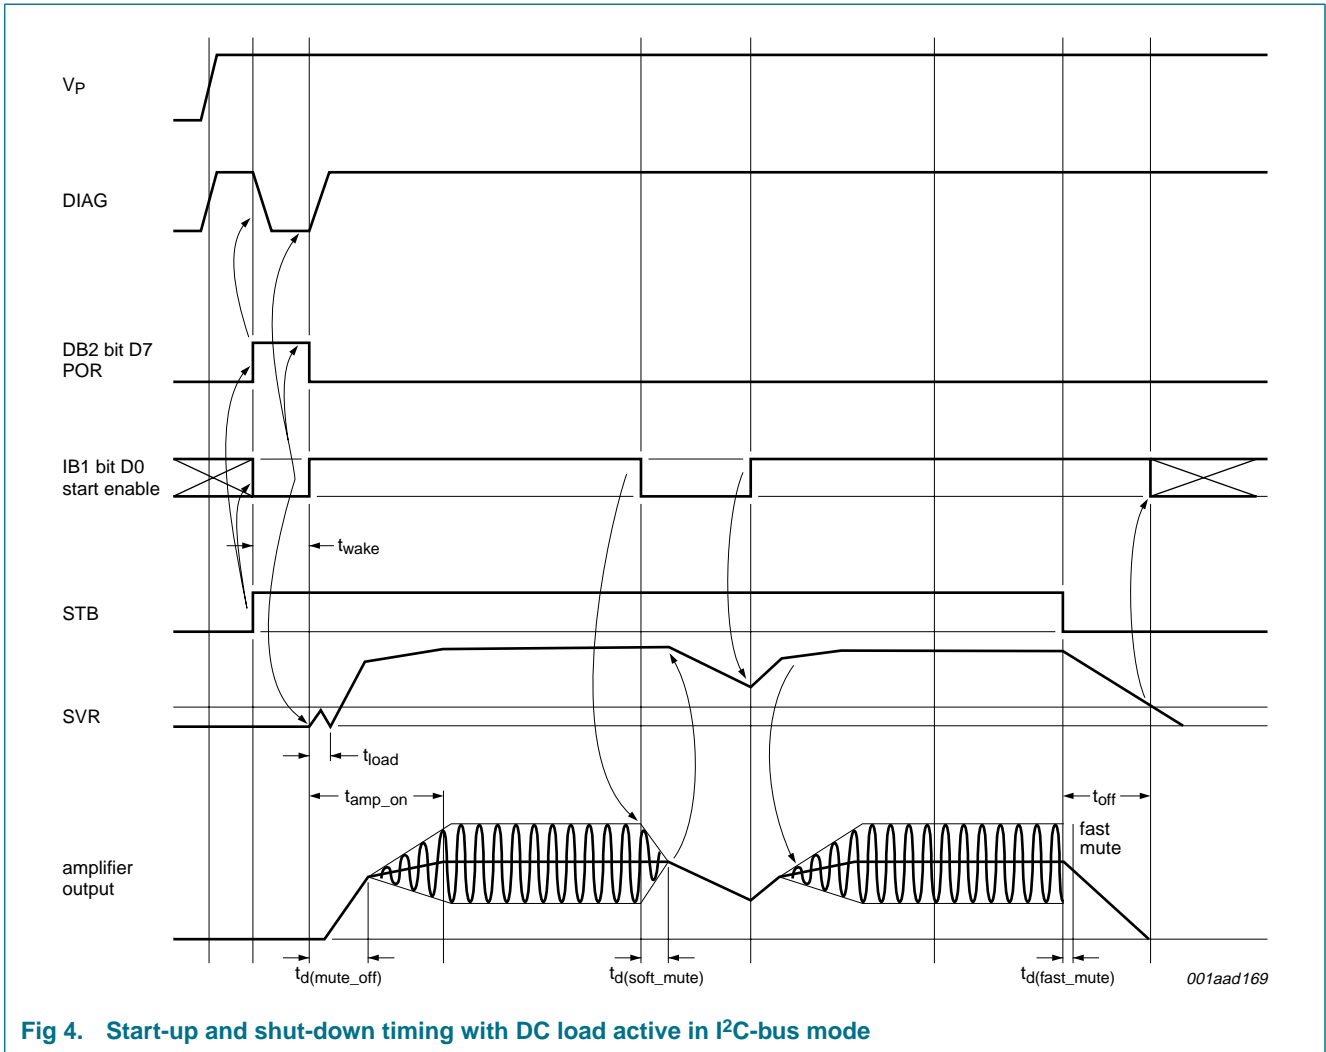 VP
DIAG
DB2 bit D7
POR
IB1 bit D0
start enable
twake
STB
SVR
tload
tamp_on
toff
fast
mute
amplifier
output
td(mute_off)
td(soft_mute)
td(fast_mute)
001aad169
Fig 4. Start-up and shut-down timing with DC load active in I²C-bus mode